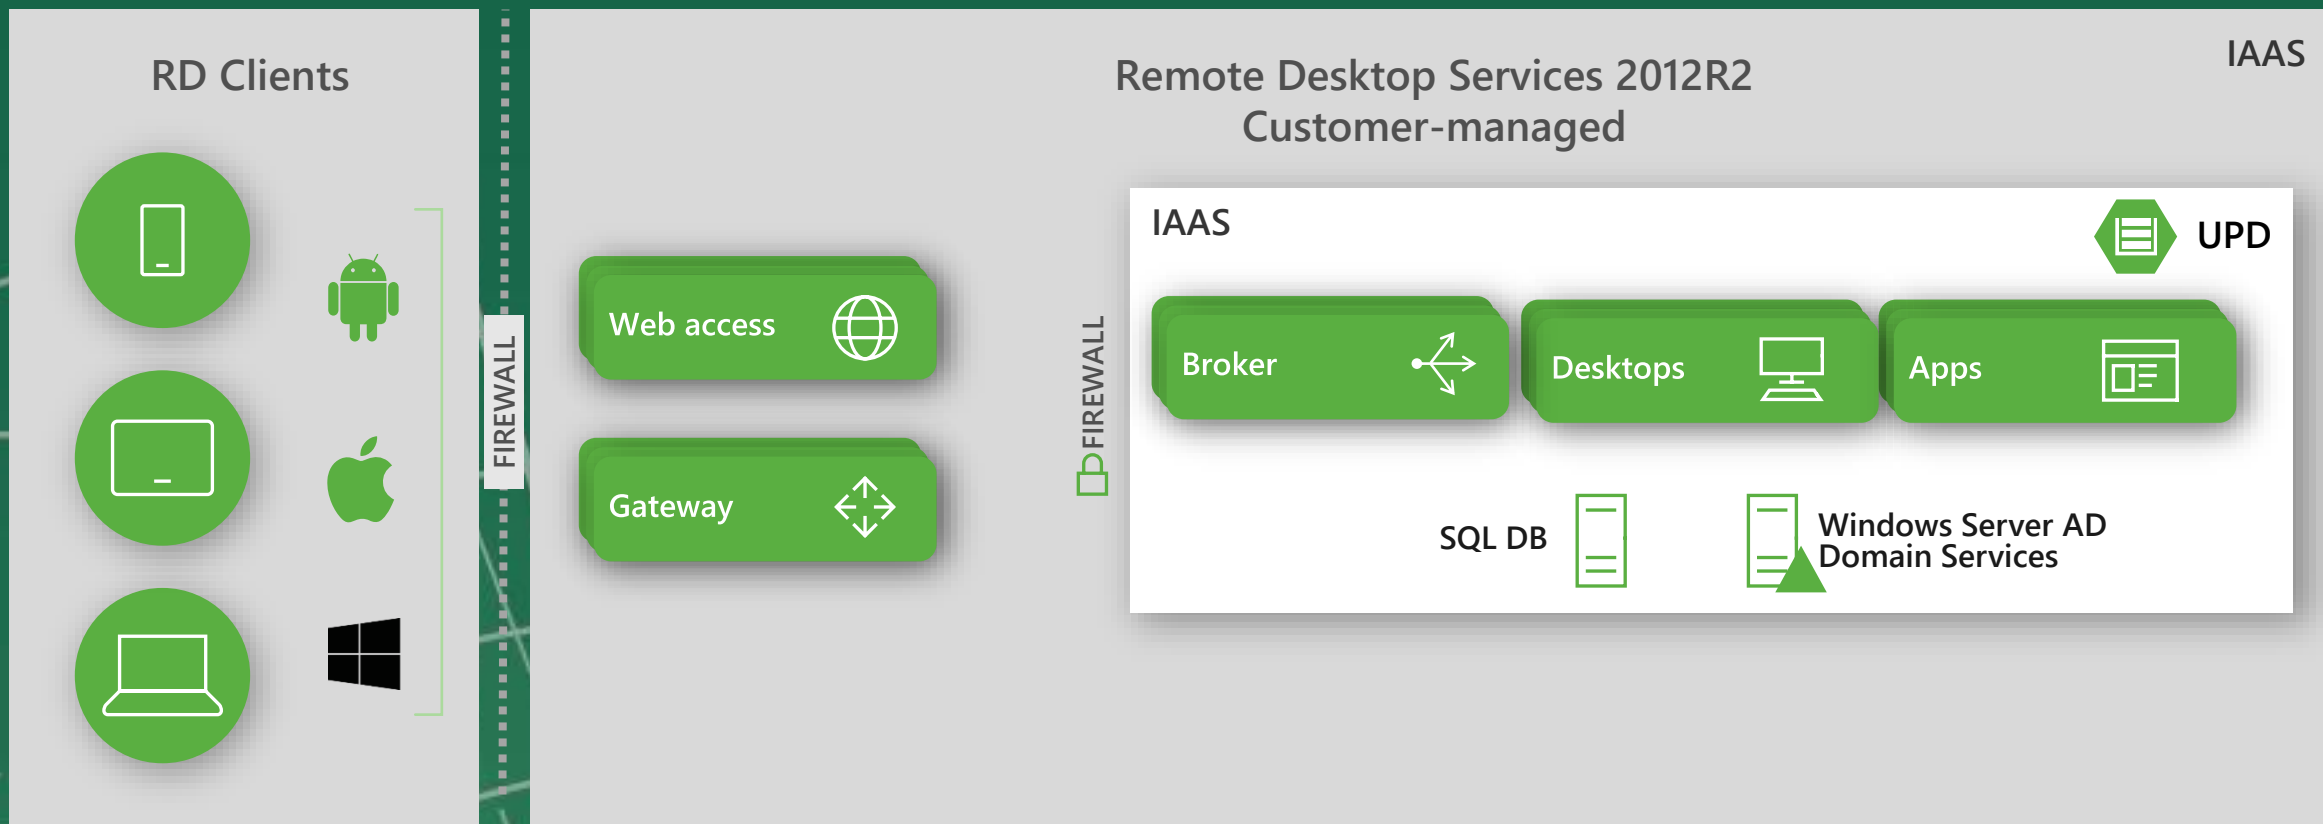 RD Clients
FIREWALL
Remote Desktop Services 2012R2
Customer-managed
IAAS
Web access
Gateway
FIREWALL
IAAS
UPD
Broker
Desktops
Apps
SQL DB
Windows Server AD
Domain Services